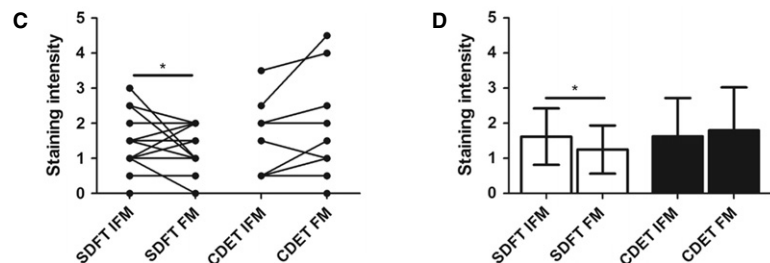 C
Staining intensity
5
4
3
2
1
0
*
SDFT IFM
SDFT FM
CDET IFM
CDET FM
D
Staining intensity
5
4
3
2
1
0
*
SDFT IFM
SDFT FM
CDET IFM
CDET FM